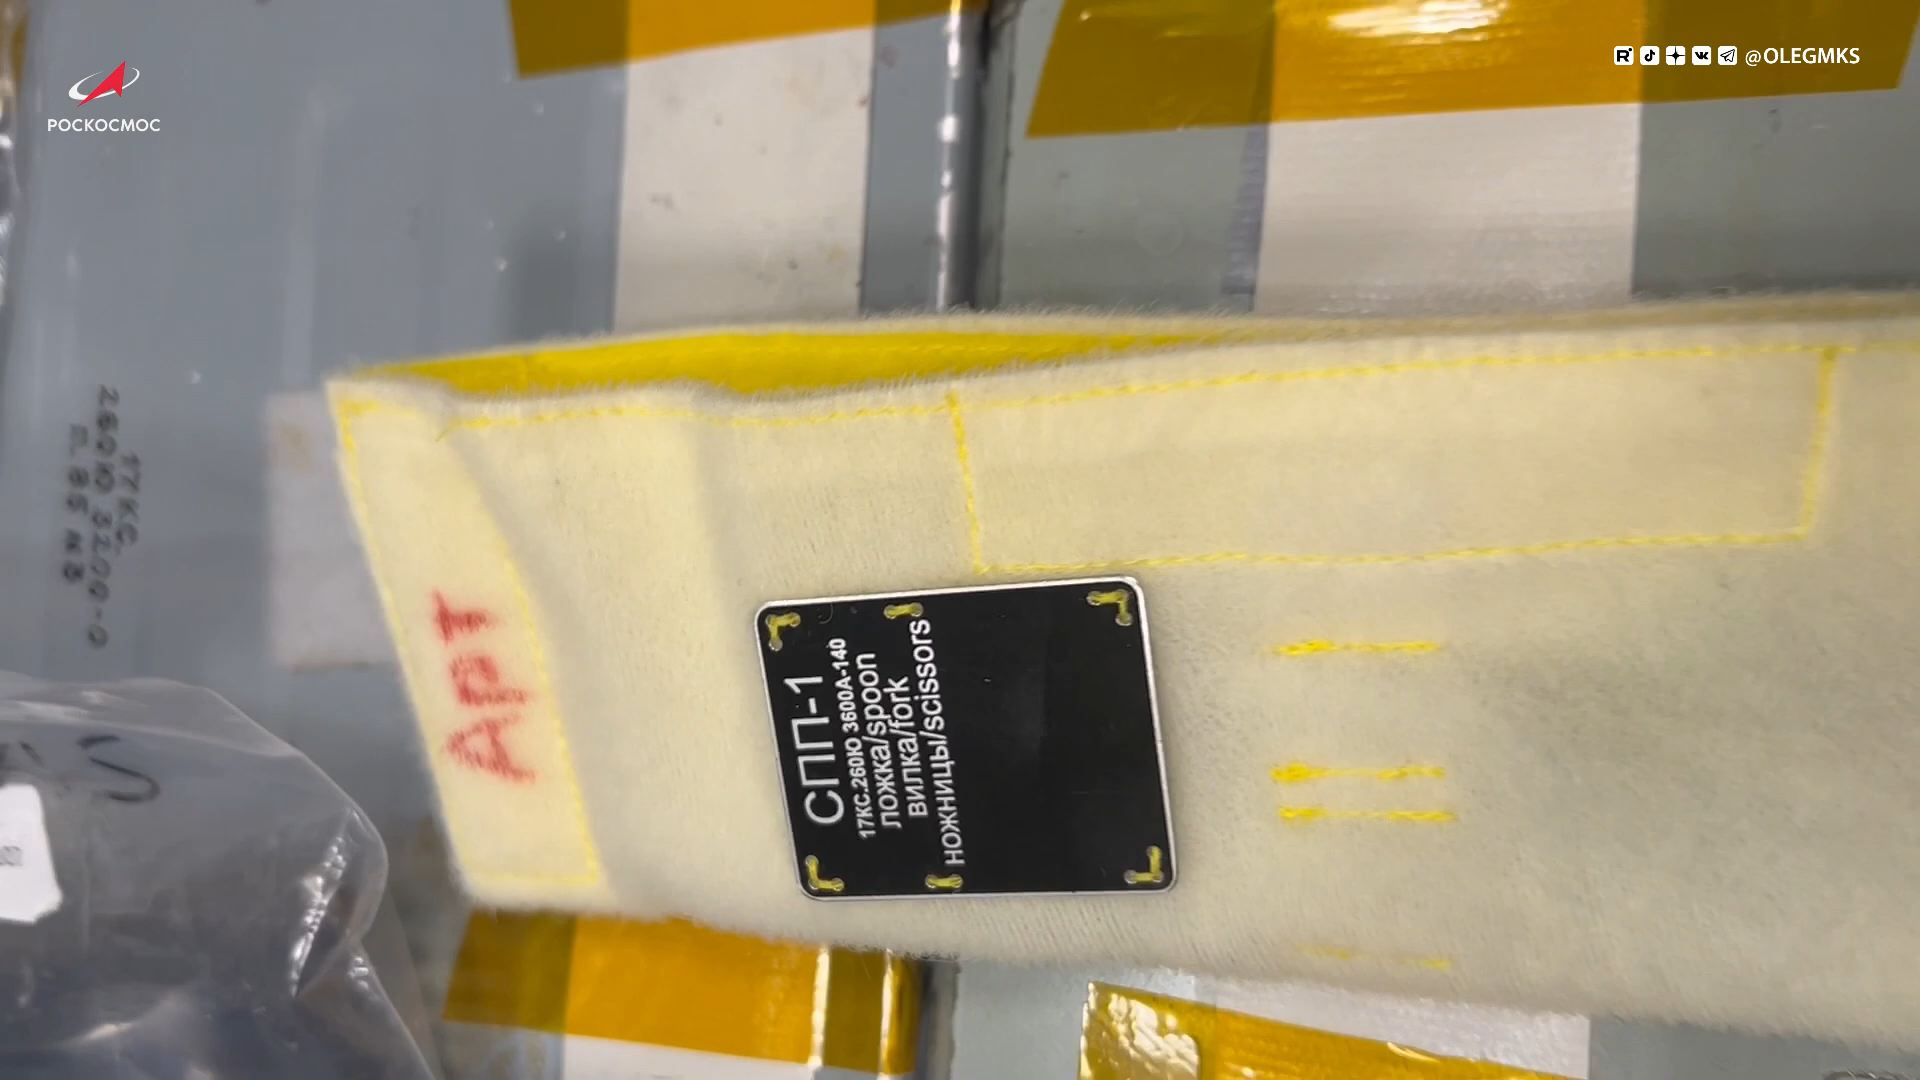 РОСКОСМОС
@OLEGMKS
17КС.
260Ю 3200-0
АРТ
СПП-1
17КС.260Ю 3600А-140
ложка/spoon
вилка/fork
ножницы/scissors